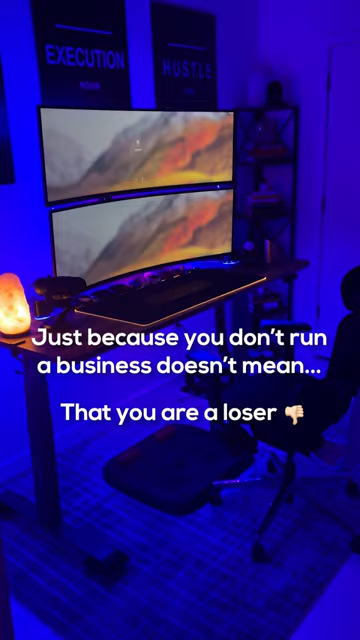 EXECUTION
HUSTLE
Just because you don't run
a business doesn't mean...
That you are a loser 👎🏻